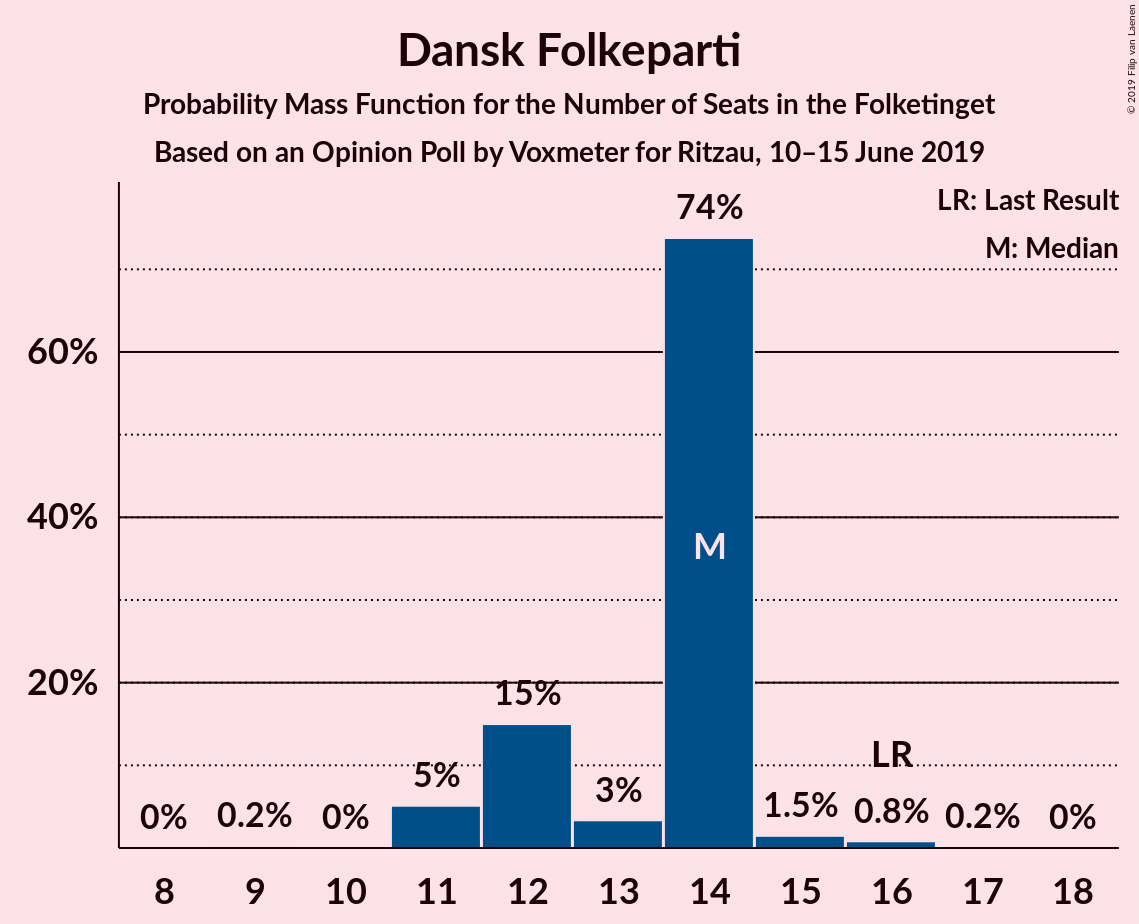 Dansk Folkeparti
Probability Mass Function for the Number of Seats in the Folketinget
Based on an Opinion Poll by Voxmeter for Ritzau, 10–15 June 2019
© 2019 Filip van Laenen
LR: Last Result
M: Median
74%
60%
40%
M
20%
15%
LR
5%
3%
1.5%
0.8%
0%
0.2%
0%
0.2%
0%
8 9 10 11 12 13 14 15 16 17 18